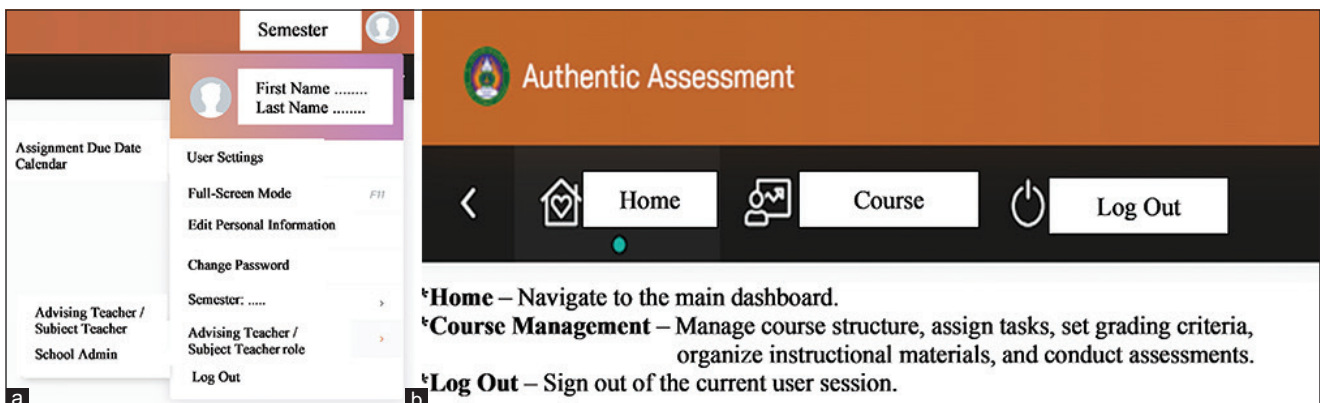 Semester
First Name ........
Last Name ........
Assignment Due Date
Calendar
User Settings
Full-Screen Mode F11
Edit Personal Information
Change Password
Semester: .....
Advising Teacher /
Subject Teacher role
Log Out
Advising Teacher /
Subject Teacher
School Admin
a
Authentic Assessment
Home
Course
Log Out
*Home – Navigate to the main dashboard.
*Course Management – Manage course structure, assign tasks, set grading criteria,
organize instructional materials, and conduct assessments.
*Log Out – Sign out of the current user session.
b